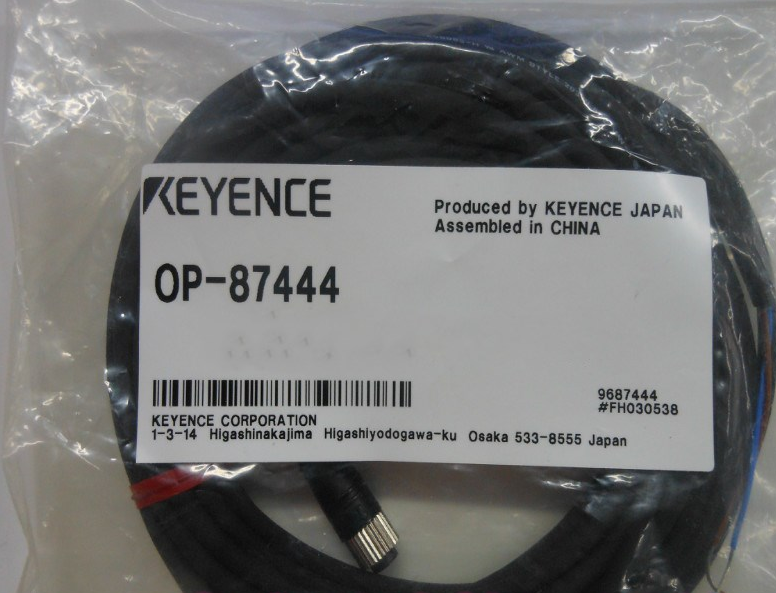 KEYENCE
Produced by KEYENCE JAPAN
Assembled in CHINA
OP-87444
9687444
#FH030538
KEYENCE CORPORATION
1-3-14 Higashinakajima Higashiyodogawa-ku Osaka 533-8555 Japan